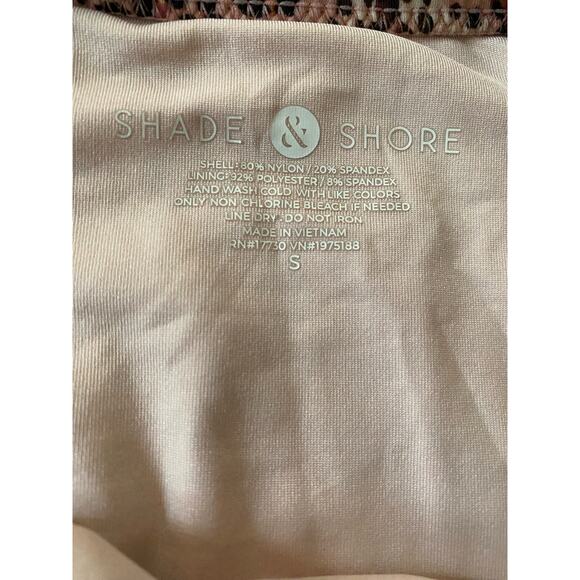 SHADE & SHORE
SHELL: 80% NYLON / 20% SPANDEX
LINING: 92% POLYESTER / 8% SPANDEX
HAND WASH COLD WITH LIKE COLORS
ONLY NON CHLORINE BLEACH IF NEEDED
LINE DRY - DO NOT IRON
MADE IN VIETNAM
RN#17730 VN#1975188
S